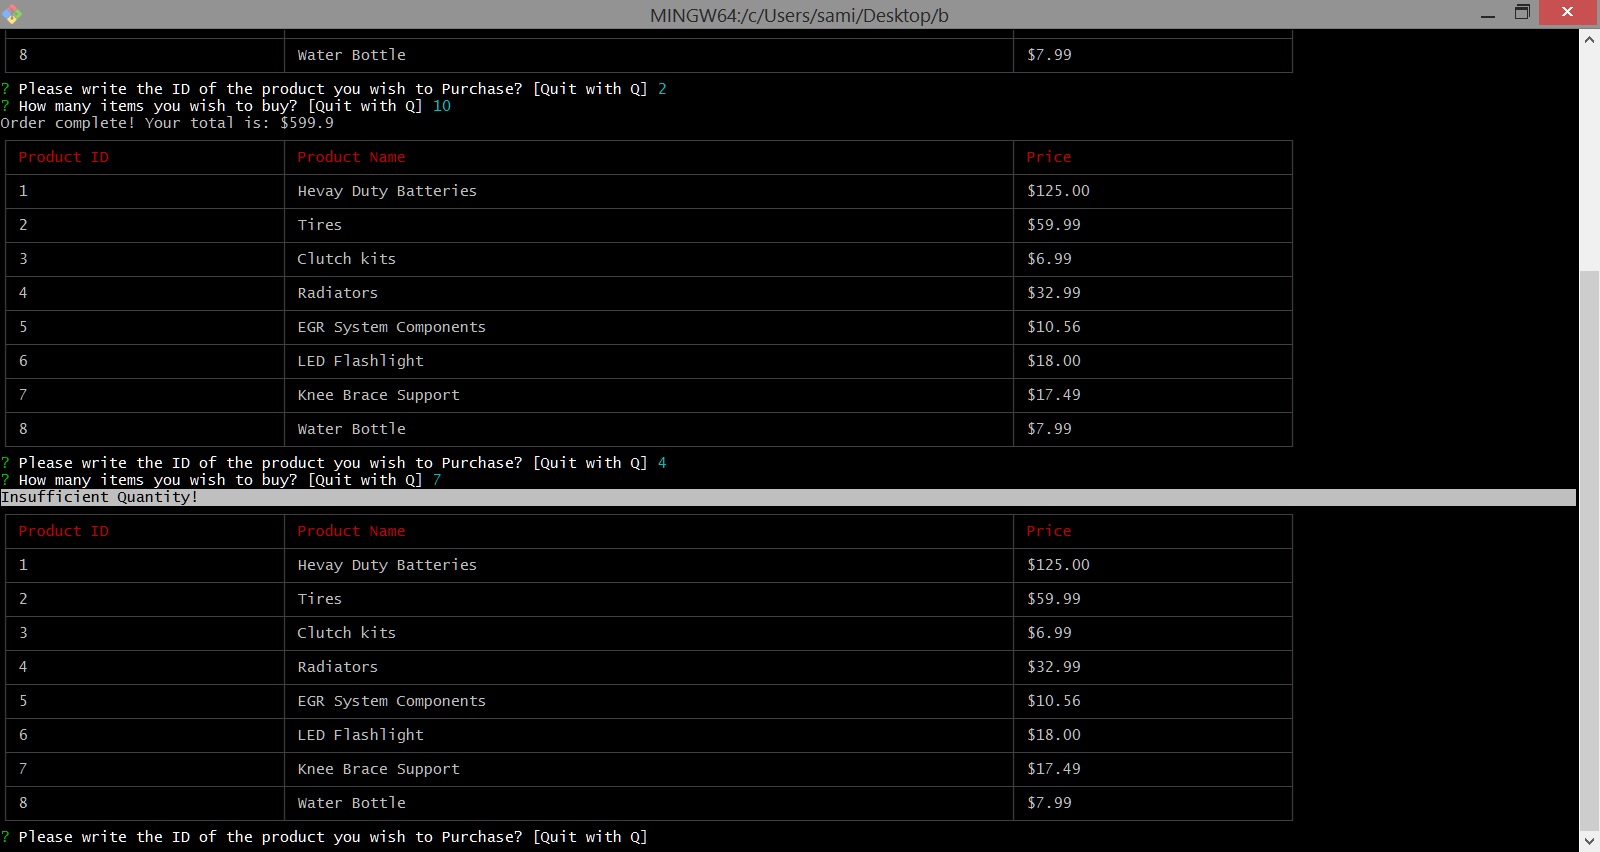 MINGW64:/c/Users/sami/Desktop/b
8 Water Bottle $7.99
? Please write the ID of the product you wish to Purchase? [Quit with Q] 2
? How many items you wish to buy? [Quit with Q] 10
Order complete! Your total is: $599.9
Product ID Product Name Price
1 Hevay Duty Batteries $125.00
2 Tires $59.99
3 Clutch kits $6.99
4 Radiators $32.99
5 EGR System Components $10.56
6 LED Flashlight $18.00
7 Knee Brace Support $17.49
8 Water Bottle $7.99
? Please write the ID of the product you wish to Purchase? [Quit with Q] 4
? How many items you wish to buy? [Quit with Q] 7
Insufficient Quantity!
Product ID Product Name Price
1 Hevay Duty Batteries $125.00
2 Tires $59.99
3 Clutch kits $6.99
4 Radiators $32.99
5 EGR System Components $10.56
6 LED Flashlight $18.00
7 Knee Brace Support $17.49
8 Water Bottle $7.99
? Please write the ID of the product you wish to Purchase? [Quit with Q]